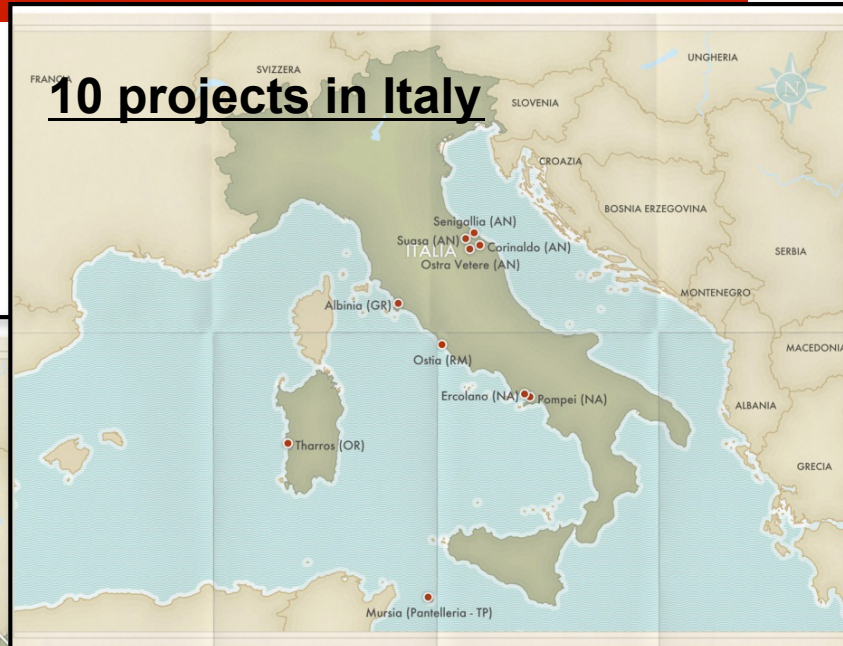 10 projects in Italy
FRANCIA
SVIZZERA
UNGHERIA
SLOVENIA
N
CROAZIA
BOSNIA ERZEGOVINA
SERBIA
Senigallia (AN)
Suasa (AN)
Corinaldo (AN)
ITALIA
Ostra Vetere (AN)
MONTENEGRO
Albinia (GR)
MACEDONIA
Ostia (RM)
Ercolano (NA)
Pompei (NA)
ALBANIA
Tharros (OR)
GRECIA
Mursia (Pantelleria - TP)